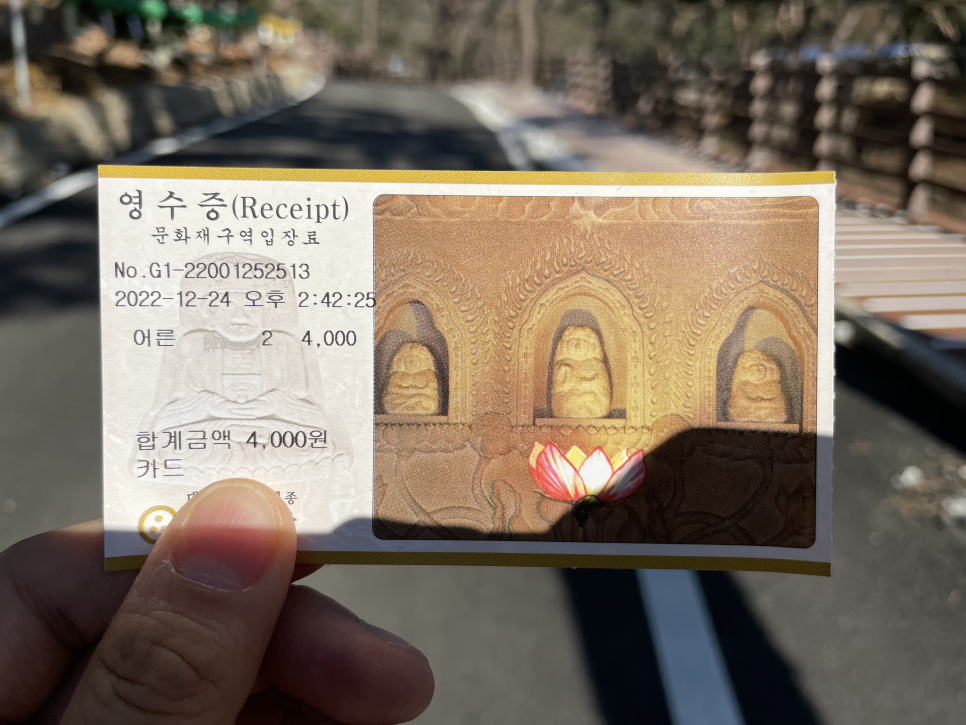 영수증(Receipt)
문화재구역입장료
No.G1-22001252513
2022-12-24 오후 2:42:25
어른 2 4,000
합계금액 4,000원
카드